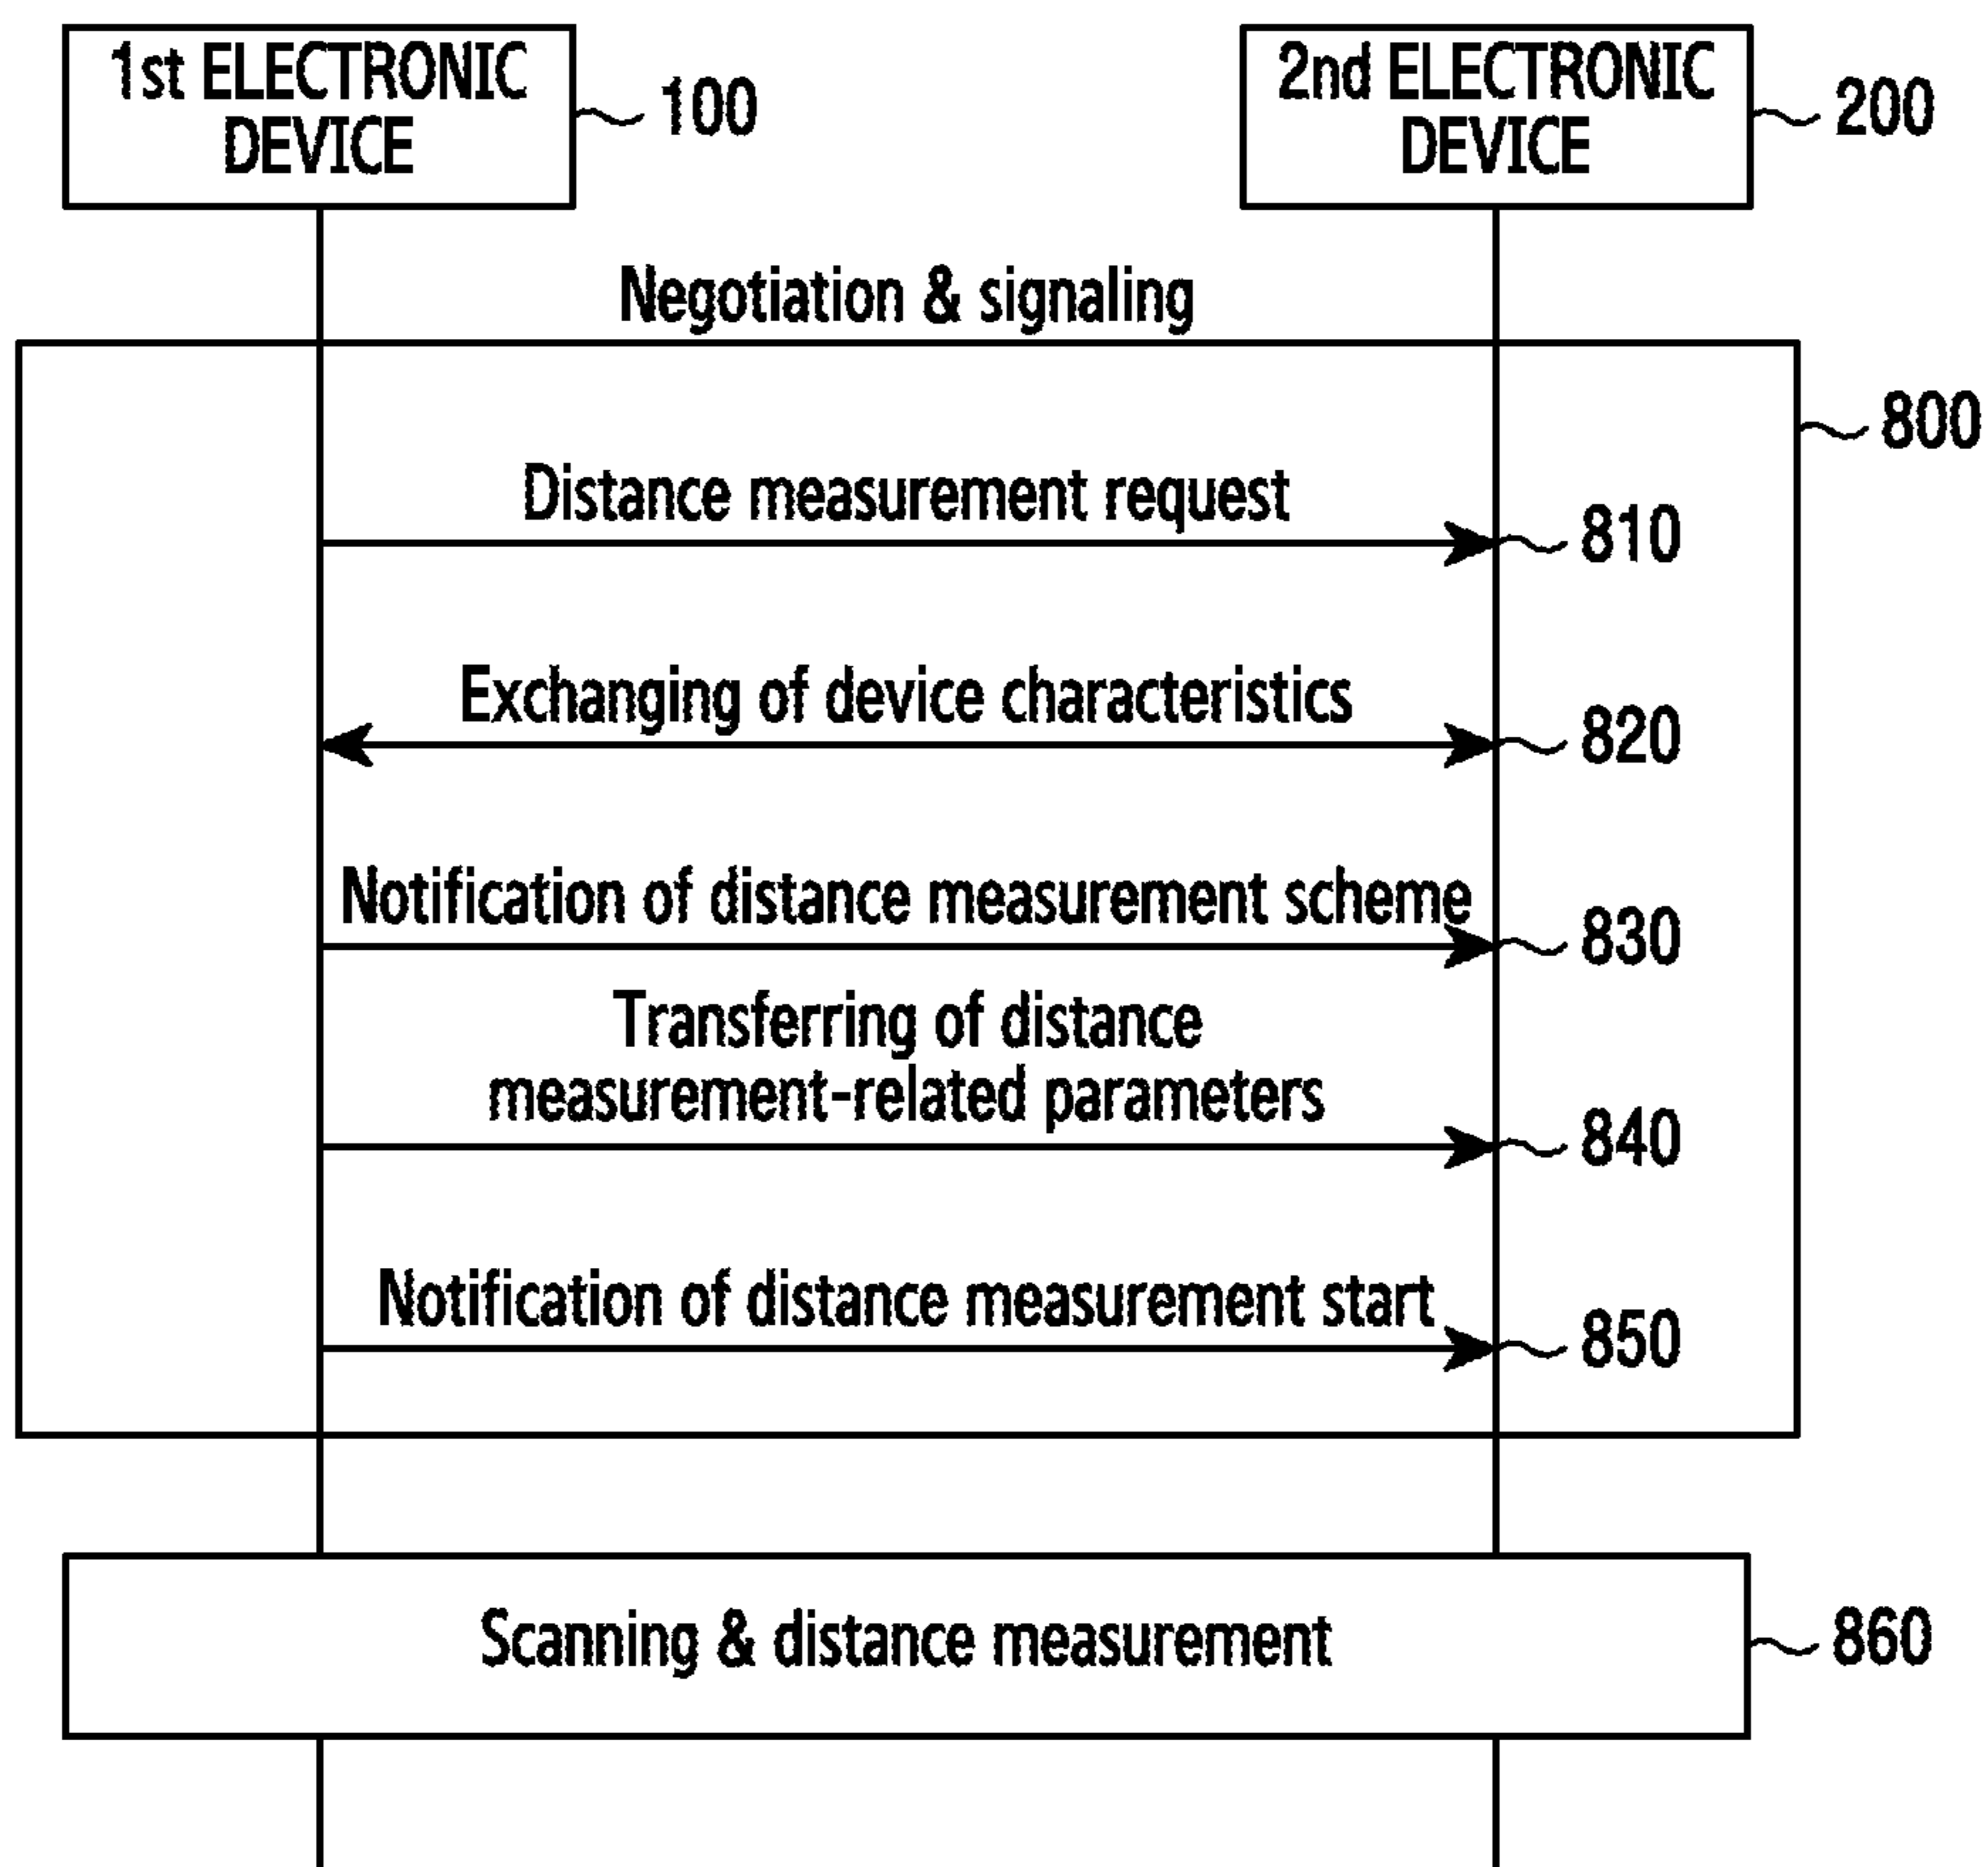 1st ELECTRONIC
DEVICE
100
2nd ELECTRONIC
DEVICE
200
Negotiation & signaling
800
Distance measurement request
810
Exchanging of device characteristics
820
Notification of distance measurement scheme
830
Transferring of distance
measurement-related parameters
840
Notification of distance measurement start
850
Scanning & distance measurement
860